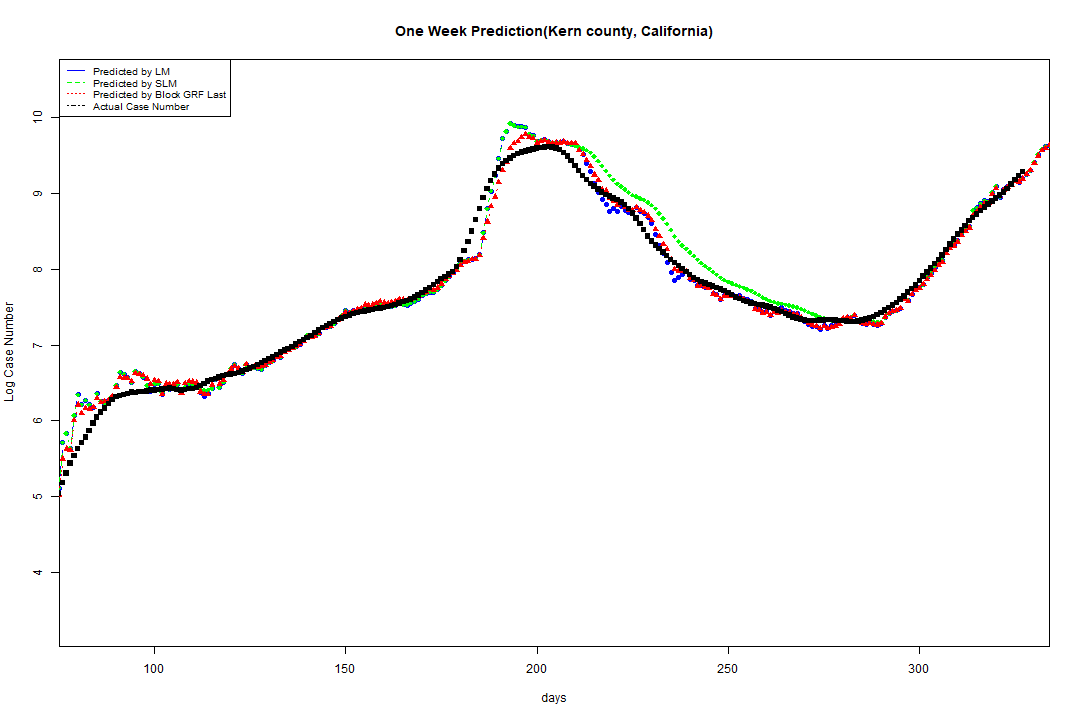 One Week Prediction(Kern county, California)
Predicted by LM
Predicted by SLM
Predicted by Block GRF Last
Actual Case Number
10
9
8
7
6
5
4
Log Case Number
100 150 200 250 300
days